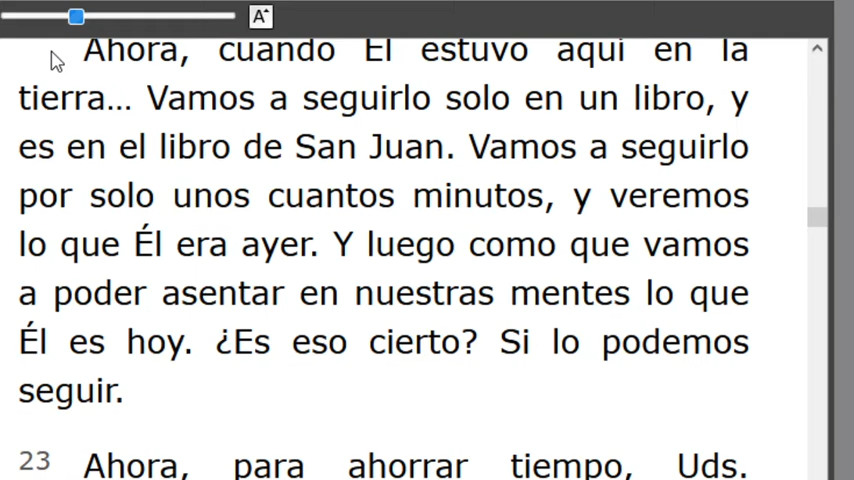 A
Ahora, cuando Él estuvo aquí en la
tierra… Vamos a seguirlo solo en un libro, y
es en el libro de San Juan. Vamos a seguirlo
por solo unos cuantos minutos, y veremos
lo que Él era ayer. Y luego como que vamos
a poder asentar en nuestras mentes lo que
Él es hoy. ¿Es eso cierto? Si lo podemos
seguir.
23 Ahora, para ahorrar tiempo, Uds.